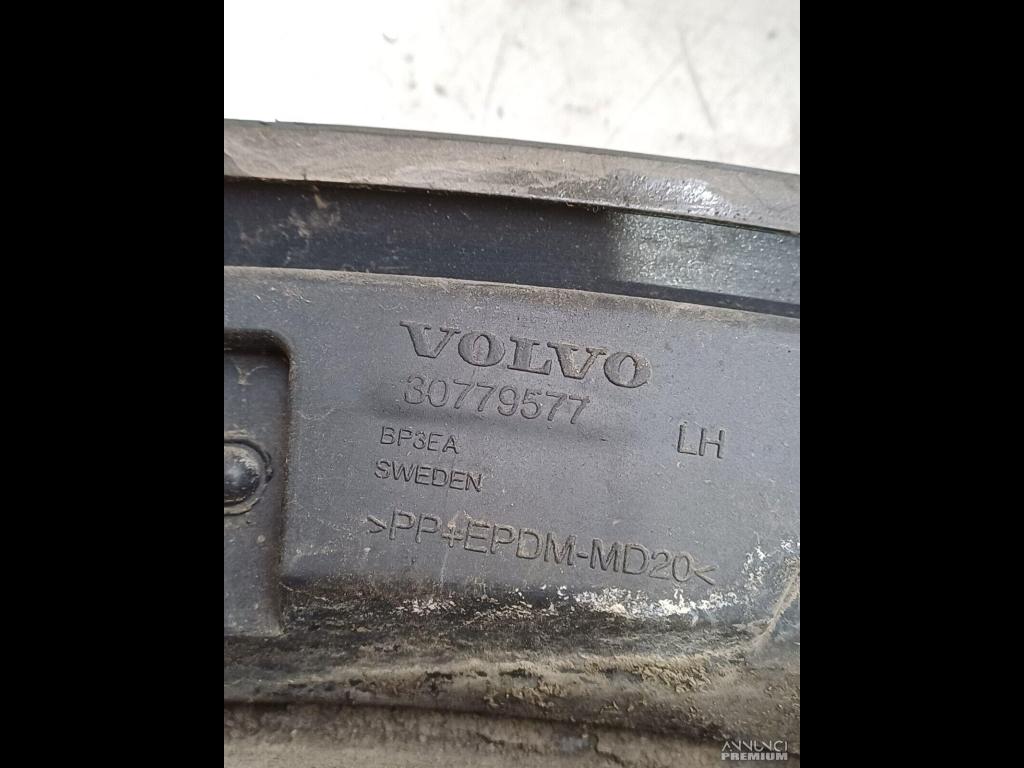 VOLVO
30779577
LH
BP3EA
SWEDEN
>PP+EPDM-MD20<
ANNUNCI
PREMIUM